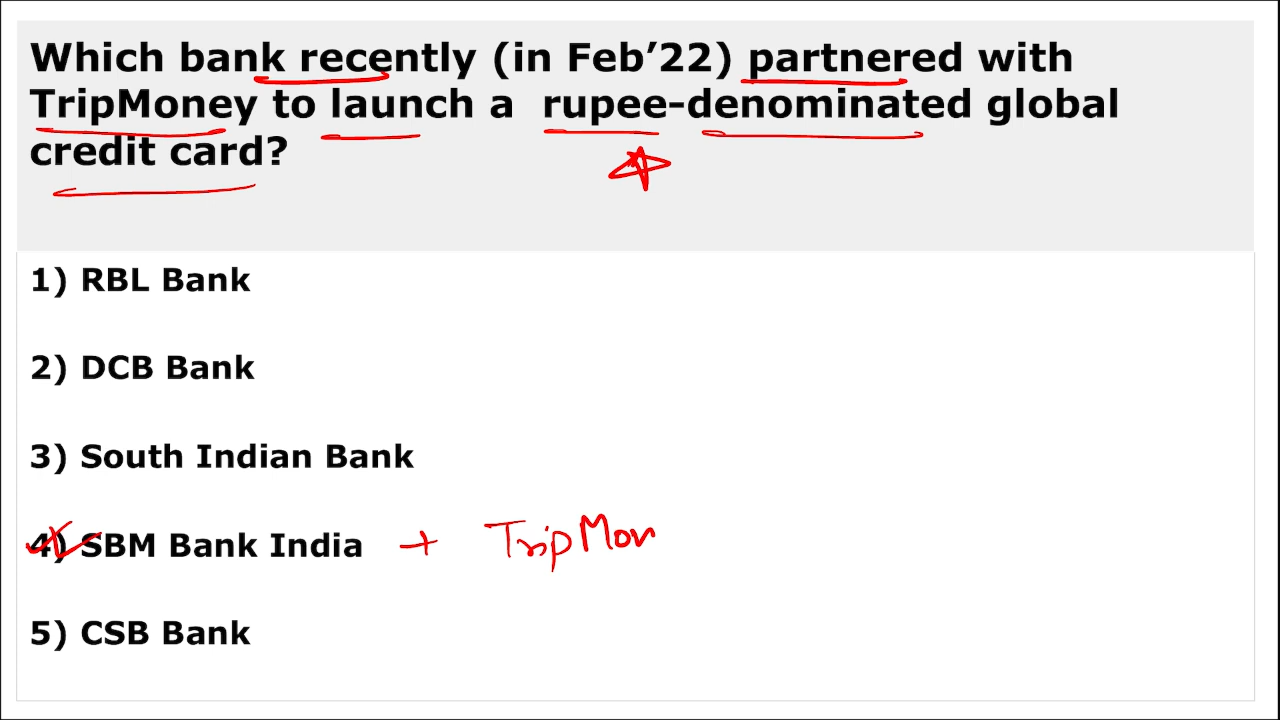 Which bank recently (in Feb’22) partnered with
TripMoney to launch a rupee-denominated global
credit card?
1) RBL Bank
2) DCB Bank
3) South Indian Bank
4) SBM Bank India + TripMon
5) CSB Bank